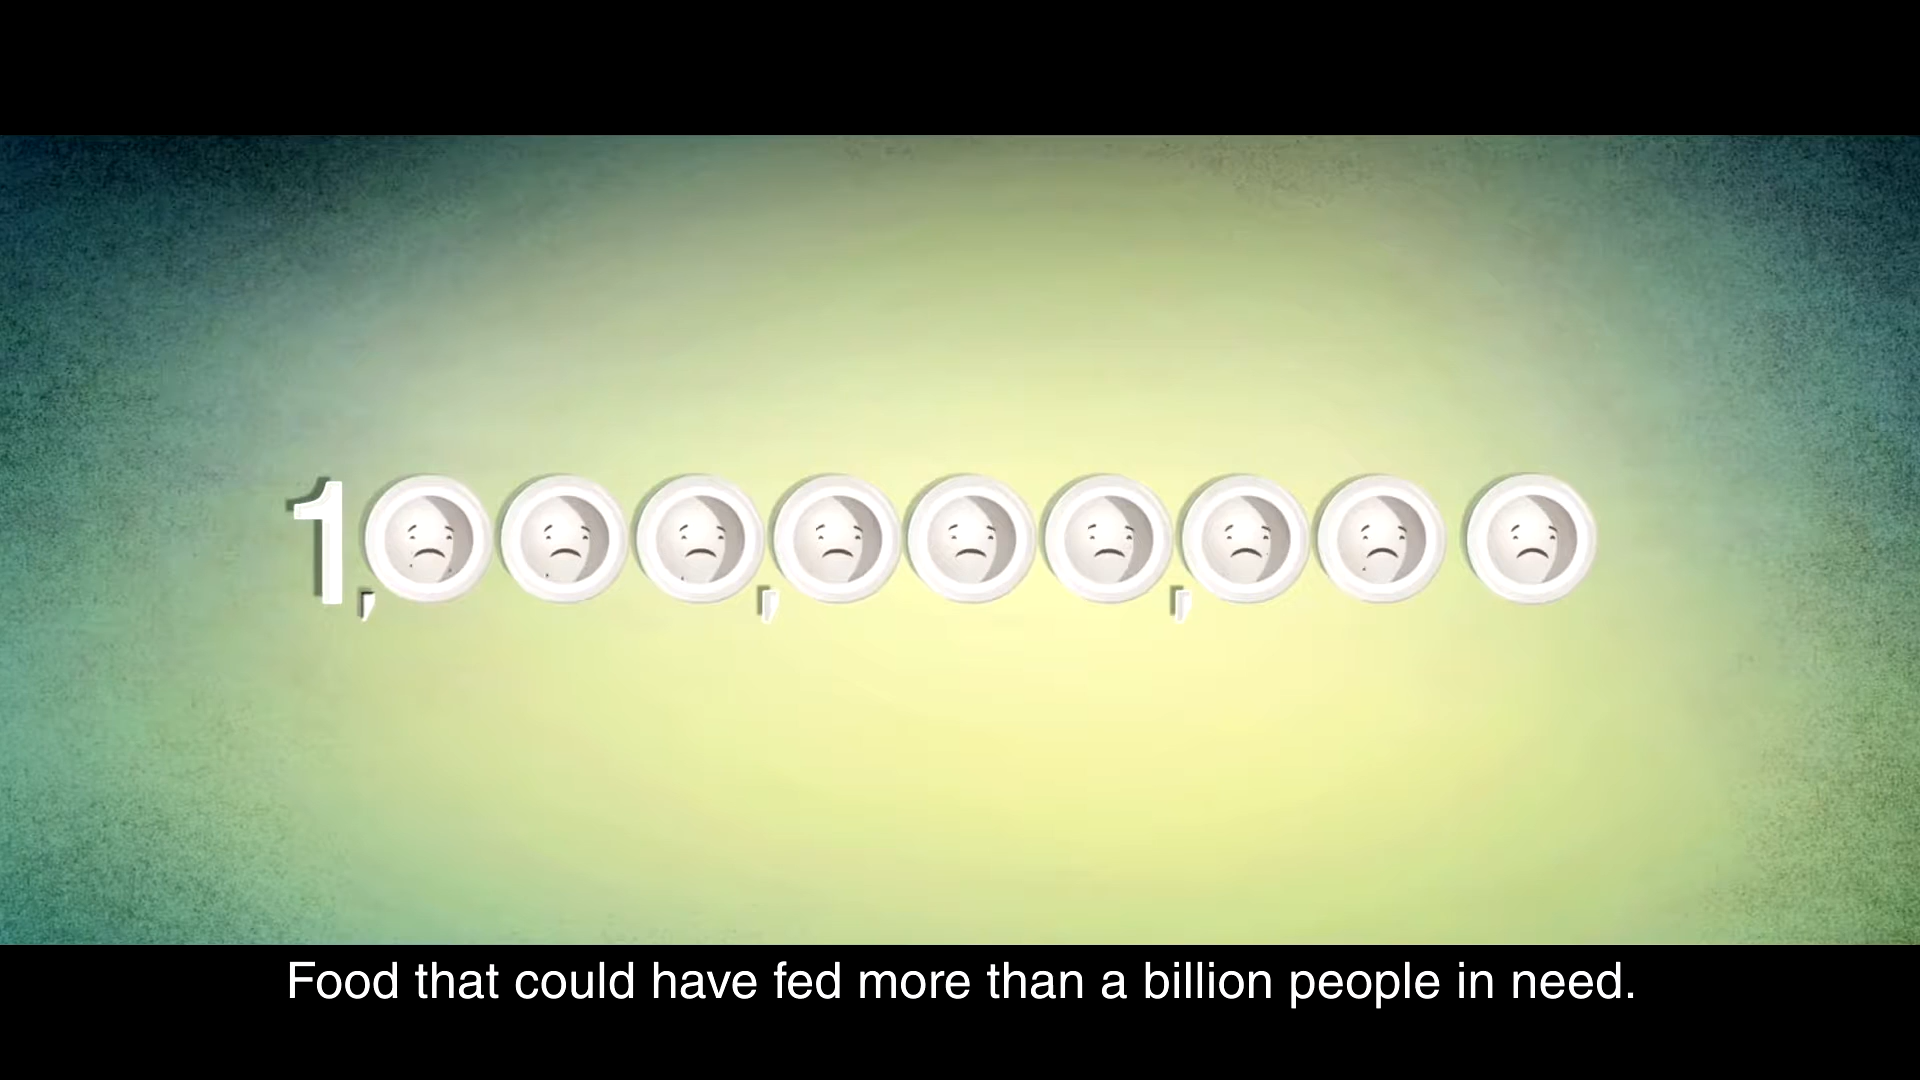 1,000,000,000
Food that could have fed more than a billion people in need.